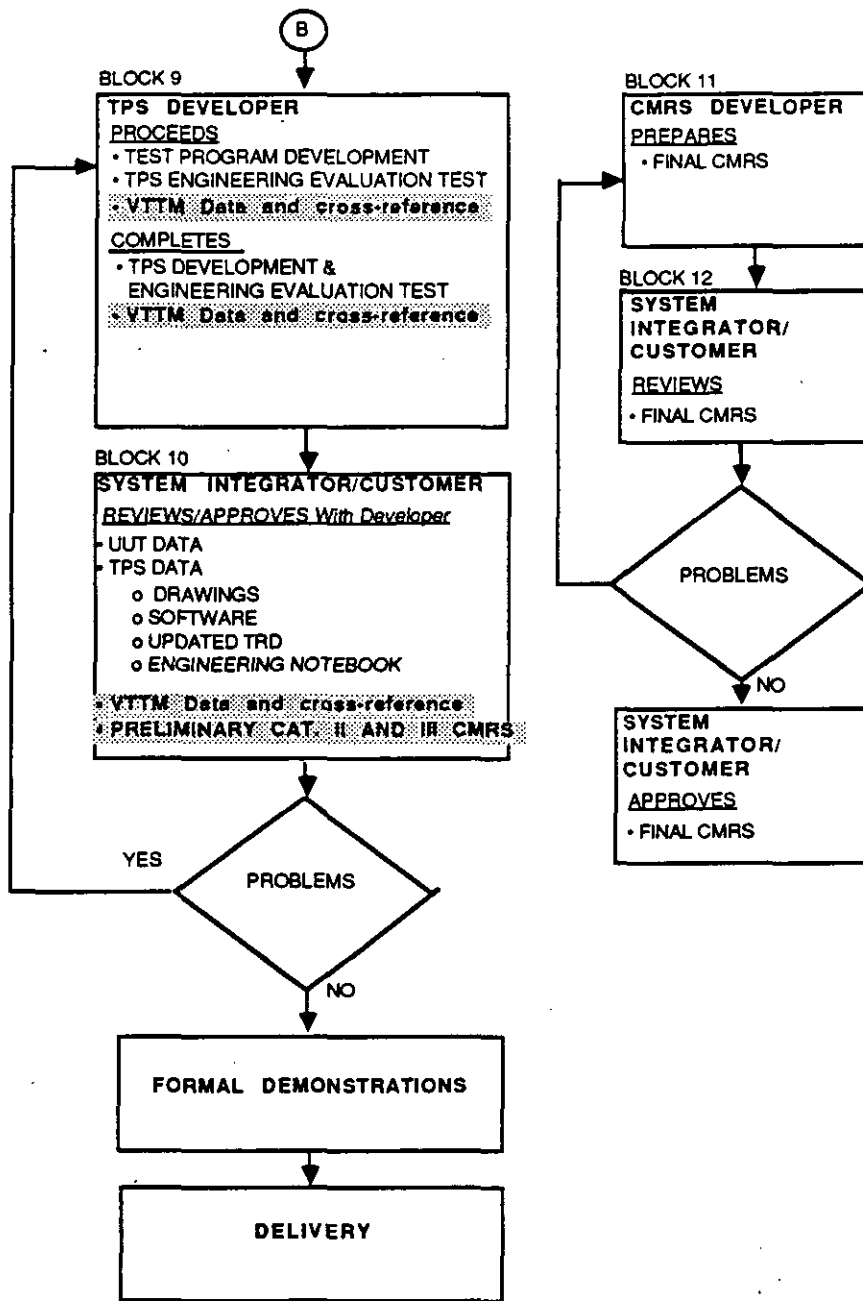 B
BLOCK 9
TPS DEVELOPER
PROCEEDS
• TEST PROGRAM DEVELOPMENT
• TPS ENGINEERING EVALUATION TEST
• VTTM Data and cross-reference
COMPLETES
• TPS DEVELOPMENT &
ENGINEERING EVALUATION TEST
• VTTM Data and cross-reference
BLOCK 10
SYSTEM INTEGRATOR/CUSTOMER
REVIEWS/APPROVES With Developer
• UUT DATA
• TPS DATA
o DRAWINGS
o SOFTWARE
o UPDATED TRD
o ENGINEERING NOTEBOOK
• VTTM Data and cross-reference
• PRELIMINARY CAT. II AND III CMRS
YES
PROBLEMS
NO
FORMAL DEMONSTRATIONS
DELIVERY
BLOCK 11
CMRS DEVELOPER
PREPARES
• FINAL CMRS
BLOCK 12
SYSTEM
INTEGRATOR/
CUSTOMER
REVIEWS
• FINAL CMRS
PROBLEMS
NO
SYSTEM
INTEGRATOR/
CUSTOMER
APPROVES
• FINAL CMRS